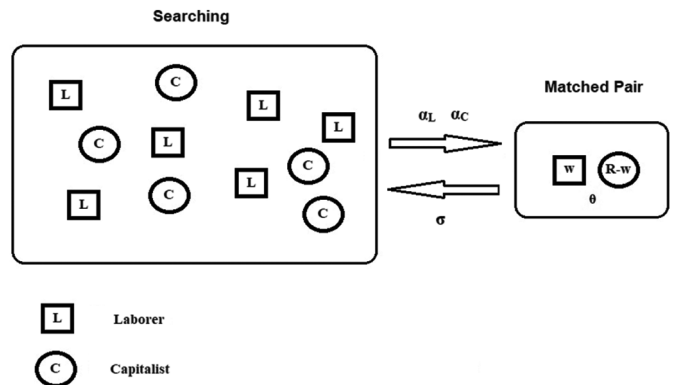 Searching
Matched Pair
αL αC
σ
L
C
L
L
C
L
C
L
C
L
C
w
R-w
θ
L Laborer
C Capitalist